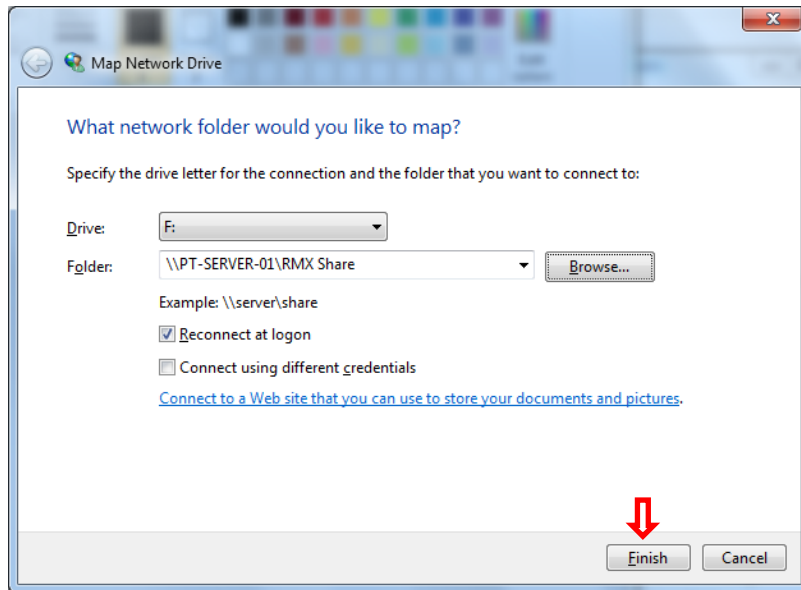 Map Network Drive
What network folder would you like to map?
Specify the drive letter for the connection and the folder that you want to connect to:
Drive: F:
Folder: \\PT-SERVER-01\RMX Share Browse...
Example: \\server\share
Reconnect at logon
Connect using different credentials
Connect to a Web site that you can use to store your documents and pictures.
Finish Cancel